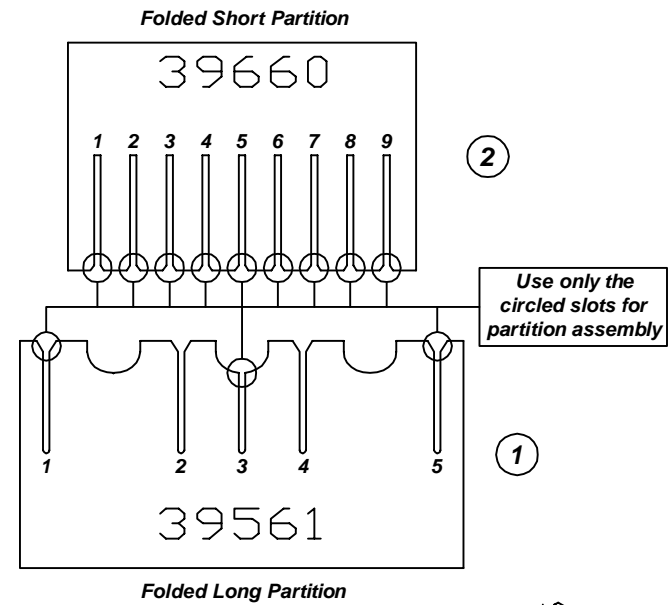 Folded Short Partition
39660
1 2 3 4 5 6 7 8 9
2
Use only the
circled slots for
partition assembly
1 2 3 4 5
1
39561
Folded Long Partition